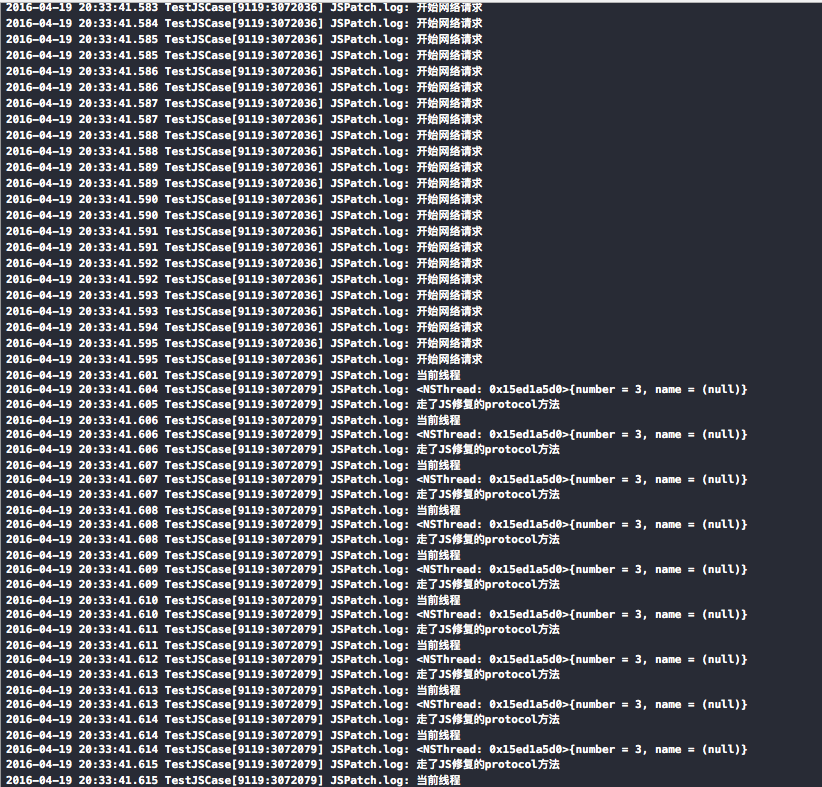 2016-04-19 20:33:41.583 TestJSCase[9119:3072036] JSPatch.log: 开始网络请求
2016-04-19 20:33:41.584 TestJSCase[9119:3072036] JSPatch.log: 开始网络请求
2016-04-19 20:33:41.585 TestJSCase[9119:3072036] JSPatch.log: 开始网络请求
2016-04-19 20:33:41.585 TestJSCase[9119:3072036] JSPatch.log: 开始网络请求
2016-04-19 20:33:41.586 TestJSCase[9119:3072036] JSPatch.log: 开始网络请求
2016-04-19 20:33:41.586 TestJSCase[9119:3072036] JSPatch.log: 开始网络请求
2016-04-19 20:33:41.587 TestJSCase[9119:3072036] JSPatch.log: 开始网络请求
2016-04-19 20:33:41.587 TestJSCase[9119:3072036] JSPatch.log: 开始网络请求
2016-04-19 20:33:41.588 TestJSCase[9119:3072036] JSPatch.log: 开始网络请求
2016-04-19 20:33:41.588 TestJSCase[9119:3072036] JSPatch.log: 开始网络请求
2016-04-19 20:33:41.589 TestJSCase[9119:3072036] JSPatch.log: 开始网络请求
2016-04-19 20:33:41.589 TestJSCase[9119:3072036] JSPatch.log: 开始网络请求
2016-04-19 20:33:41.590 TestJSCase[9119:3072036] JSPatch.log: 开始网络请求
2016-04-19 20:33:41.590 TestJSCase[9119:3072036] JSPatch.log: 开始网络请求
2016-04-19 20:33:41.591 TestJSCase[9119:3072036] JSPatch.log: 开始网络请求
2016-04-19 20:33:41.591 TestJSCase[9119:3072036] JSPatch.log: 开始网络请求
2016-04-19 20:33:41.592 TestJSCase[9119:3072036] JSPatch.log: 开始网络请求
2016-04-19 20:33:41.592 TestJSCase[9119:3072036] JSPatch.log: 开始网络请求
2016-04-19 20:33:41.593 TestJSCase[9119:3072036] JSPatch.log: 开始网络请求
2016-04-19 20:33:41.593 TestJSCase[9119:3072036] JSPatch.log: 开始网络请求
2016-04-19 20:33:41.594 TestJSCase[9119:3072036] JSPatch.log: 开始网络请求
2016-04-19 20:33:41.595 TestJSCase[9119:3072036] JSPatch.log: 开始网络请求
2016-04-19 20:33:41.595 TestJSCase[9119:3072036] JSPatch.log: 开始网络请求
2016-04-19 20:33:41.601 TestJSCase[9119:3072079] JSPatch.log: 当前线程
2016-04-19 20:33:41.604 TestJSCase[9119:3072079] JSPatch.log: <NSThread: 0x15ed1a5d0>{number = 3, name = (null)}
2016-04-19 20:33:41.605 TestJSCase[9119:3072079] JSPatch.log: 走了JS修复的protocol方法
2016-04-19 20:33:41.606 TestJSCase[9119:3072079] JSPatch.log: 当前线程
2016-04-19 20:33:41.606 TestJSCase[9119:3072079] JSPatch.log: <NSThread: 0x15ed1a5d0>{number = 3, name = (null)}
2016-04-19 20:33:41.606 TestJSCase[9119:3072079] JSPatch.log: 走了JS修复的protocol方法
2016-04-19 20:33:41.607 TestJSCase[9119:3072079] JSPatch.log: 当前线程
2016-04-19 20:33:41.607 TestJSCase[9119:3072079] JSPatch.log: <NSThread: 0x15ed1a5d0>{number = 3, name = (null)}
2016-04-19 20:33:41.607 TestJSCase[9119:3072079] JSPatch.log: 走了JS修复的protocol方法
2016-04-19 20:33:41.608 TestJSCase[9119:3072079] JSPatch.log: 当前线程
2016-04-19 20:33:41.608 TestJSCase[9119:3072079] JSPatch.log: <NSThread: 0x15ed1a5d0>{number = 3, name = (null)}
2016-04-19 20:33:41.608 TestJSCase[9119:3072079] JSPatch.log: 走了JS修复的protocol方法
2016-04-19 20:33:41.609 TestJSCase[9119:3072079] JSPatch.log: 当前线程
2016-04-19 20:33:41.609 TestJSCase[9119:3072079] JSPatch.log: <NSThread: 0x15ed1a5d0>{number = 3, name = (null)}
2016-04-19 20:33:41.609 TestJSCase[9119:3072079] JSPatch.log: 走了JS修复的protocol方法
2016-04-19 20:33:41.610 TestJSCase[9119:3072079] JSPatch.log: 当前线程
2016-04-19 20:33:41.610 TestJSCase[9119:3072079] JSPatch.log: <NSThread: 0x15ed1a5d0>{number = 3, name = (null)}
2016-04-19 20:33:41.611 TestJSCase[9119:3072079] JSPatch.log: 走了JS修复的protocol方法
2016-04-19 20:33:41.611 TestJSCase[9119:3072079] JSPatch.log: 当前线程
2016-04-19 20:33:41.612 TestJSCase[9119:3072079] JSPatch.log: <NSThread: 0x15ed1a5d0>{number = 3, name = (null)}
2016-04-19 20:33:41.613 TestJSCase[9119:3072079] JSPatch.log: 走了JS修复的protocol方法
2016-04-19 20:33:41.613 TestJSCase[9119:3072079] JSPatch.log: 当前线程
2016-04-19 20:33:41.613 TestJSCase[9119:3072079] JSPatch.log: <NSThread: 0x15ed1a5d0>{number = 3, name = (null)}
2016-04-19 20:33:41.614 TestJSCase[9119:3072079] JSPatch.log: 走了JS修复的protocol方法
2016-04-19 20:33:41.614 TestJSCase[9119:3072079] JSPatch.log: 当前线程
2016-04-19 20:33:41.614 TestJSCase[9119:3072079] JSPatch.log: <NSThread: 0x15ed1a5d0>{number = 3, name = (null)}
2016-04-19 20:33:41.615 TestJSCase[9119:3072079] JSPatch.log: 走了JS修复的protocol方法
2016-04-19 20:33:41.615 TestJSCase[9119:3072079] JSPatch.log: 当前线程